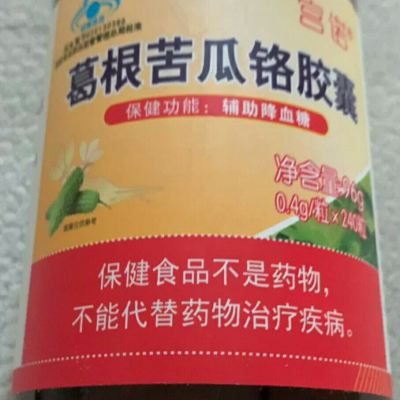 言诺
葛根苦瓜铬胶囊
保健功能：辅助降血糖
净含量:96g
0.4g/粒×240粒
保健食品不是药物，
不能代替药物治疗疾病。